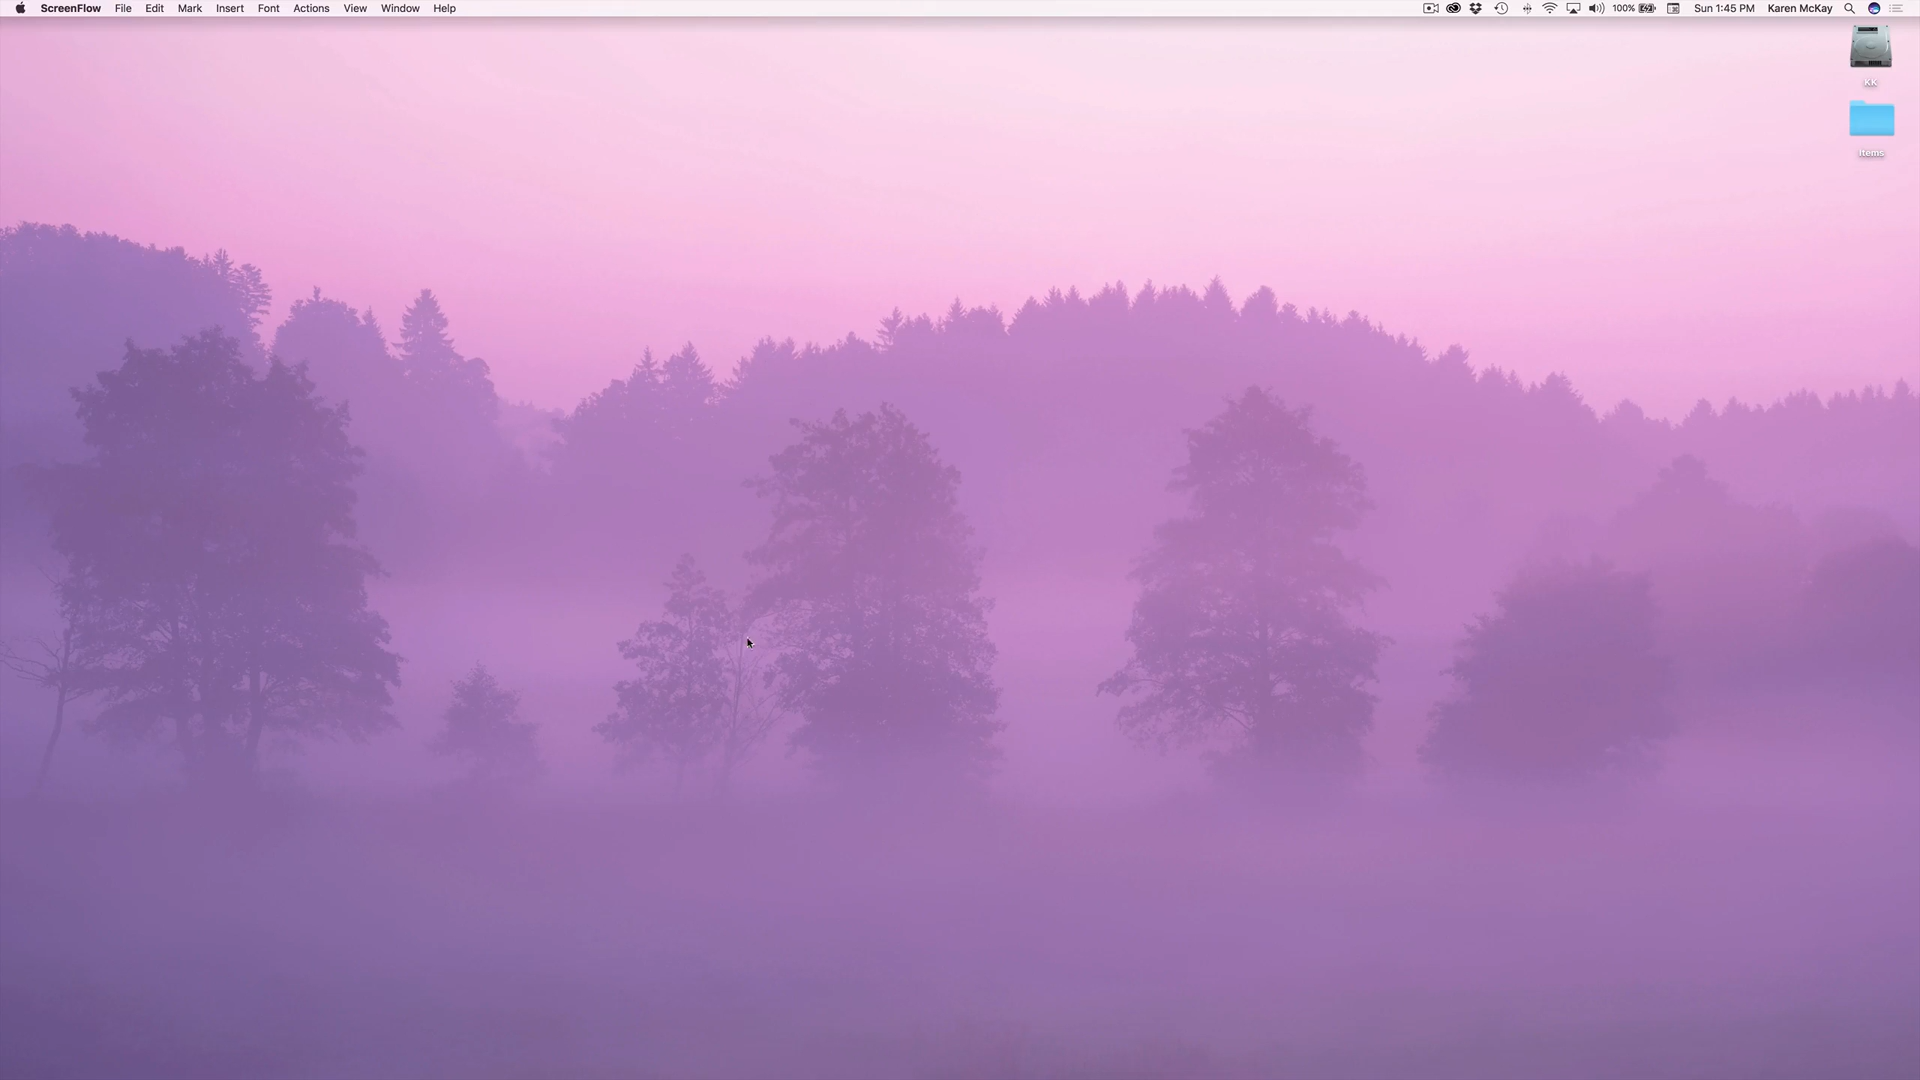 ScreenFlow File Edit Mark Insert Font Actions View Window Help 100% Sun 1:45 PM Karen McKay
KK
Items